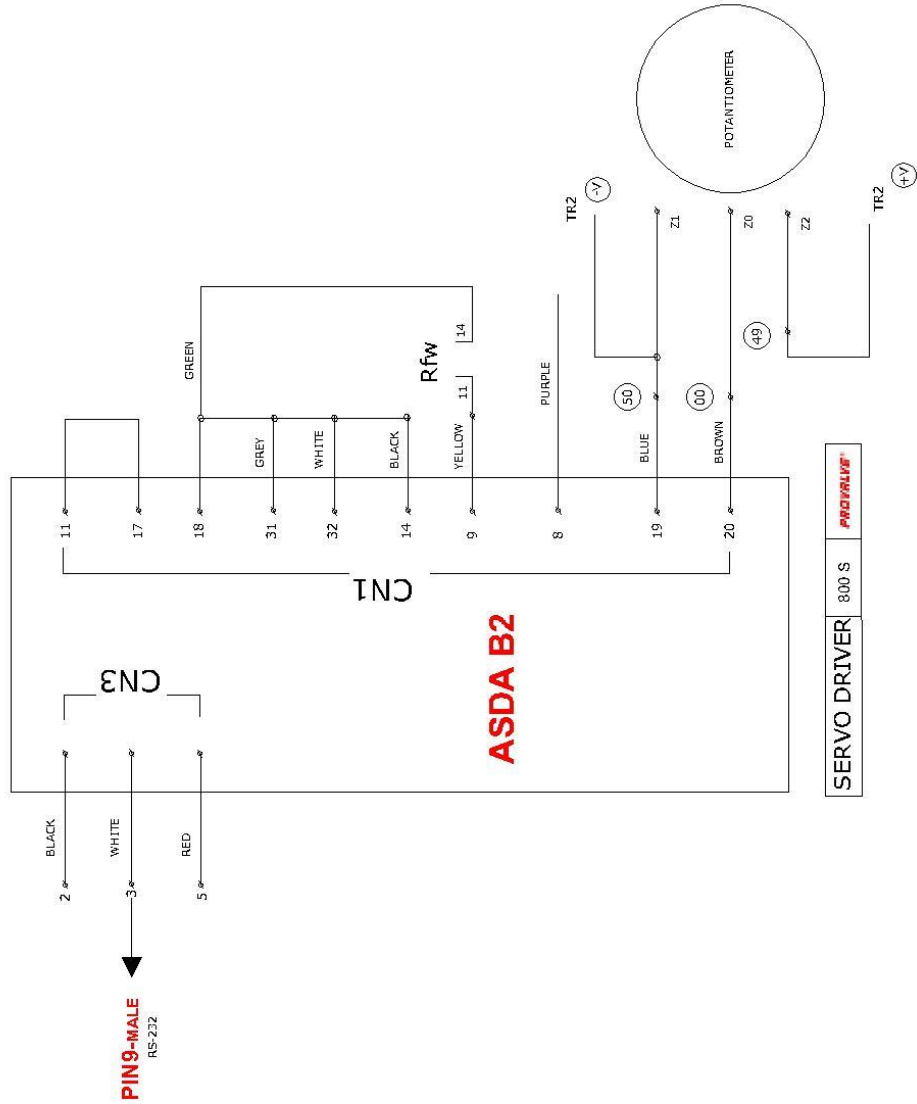 2
BLACK
PIN9-MALE
RS-232
3
WHITE
5
RED
CN3
11
17
18
GREEN
31
GREY
32
WHITE
CN1
14
BLACK
Rfw
9
YELLOW
11
14
ASDA B2
8
PURPLE
TR2
-V
50
19
BLUE
Z1
00
20
BROWN
Z0
POTANTIOMETER
49
Z2
TR2
+V
SERVO DRIVER
800 S
PROVALVE®